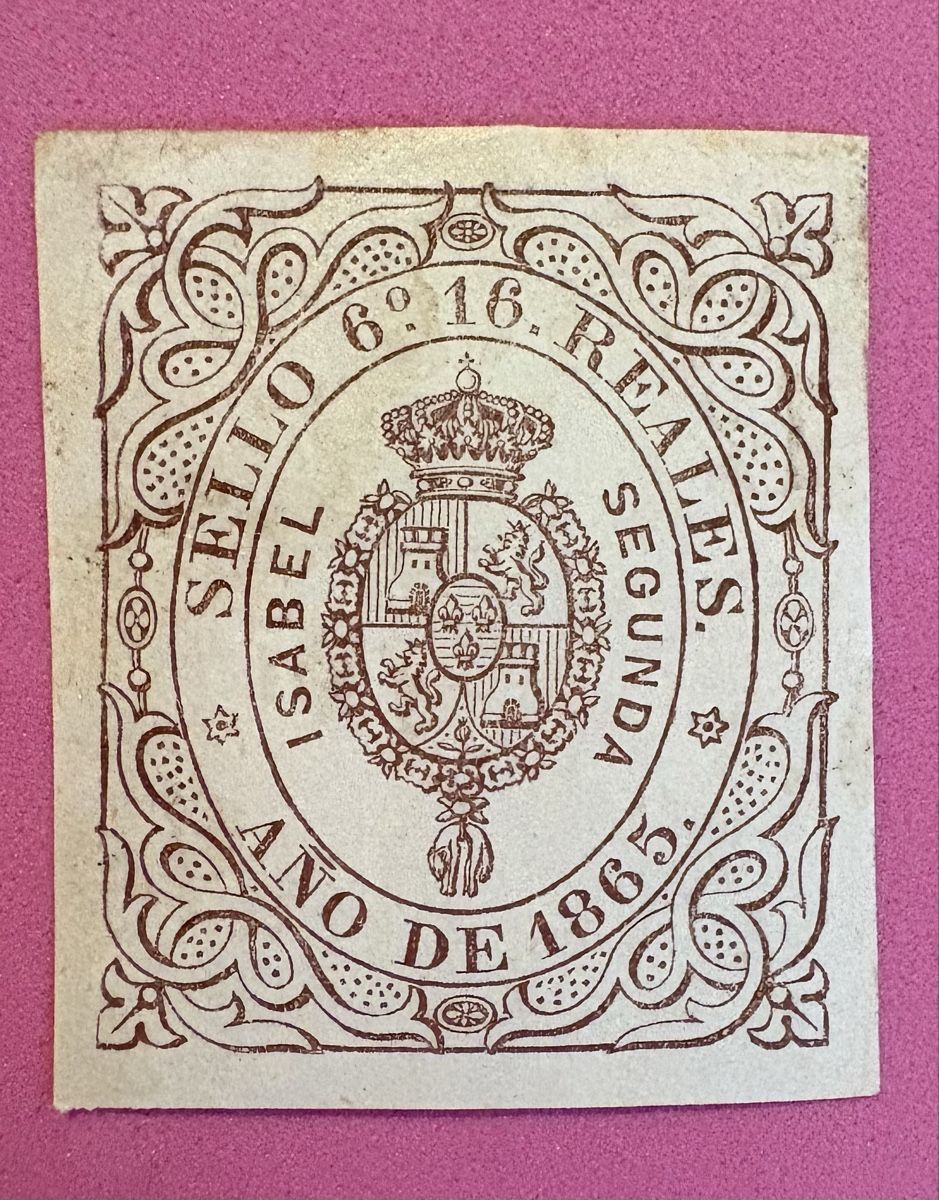 SELLO 6º. 16. REALES.
ISABEL SEGUNDA
AÑO DE 1865.